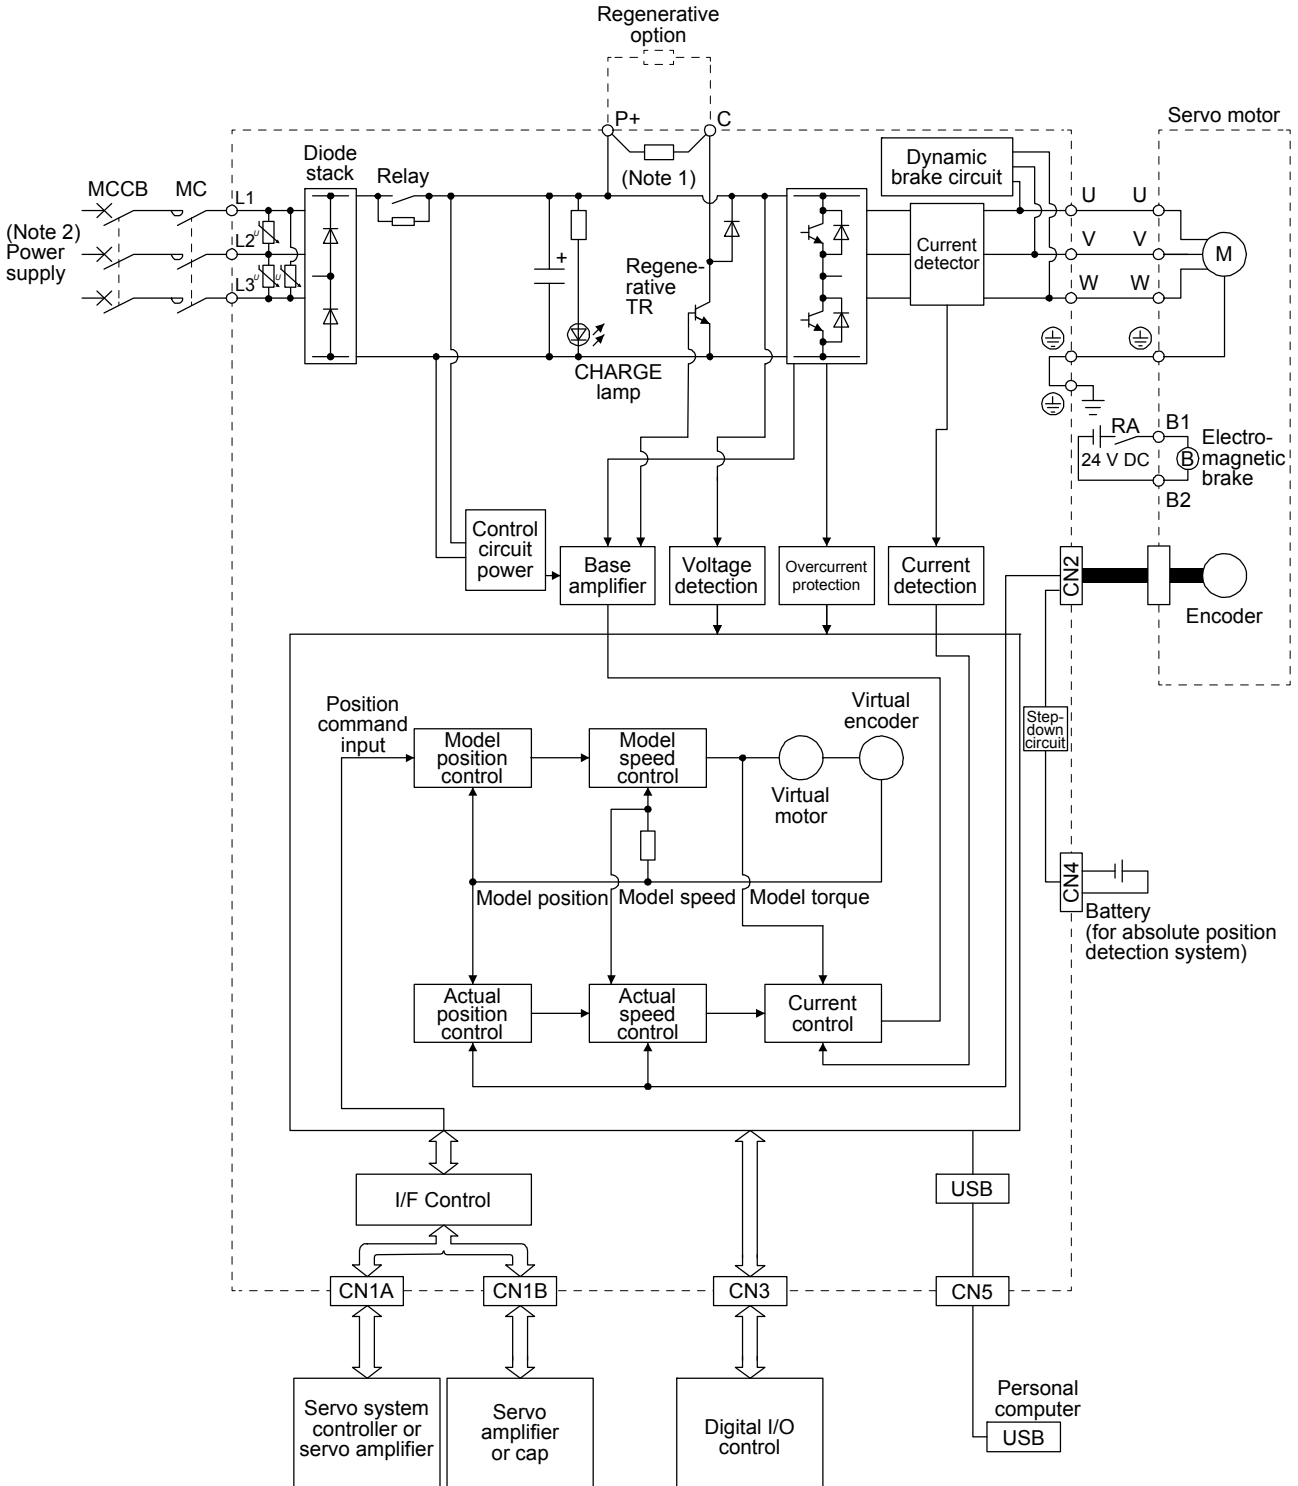 Regenerative
option
P+
C
Servo motor
Diode
stack
Relay
(Note 1)
Dynamic
brake circuit
MCCB
MC
L1
L2
L3
U
U
U
(Note 2)
Power
supply
U
U
V
V
W
W
Current
detector
M
+
Regene-
rative
TR
CHARGE
lamp
RA
24 V DC
B1
B
B2
Electro-
magnetic
brake
Control
circuit
power
Base
amplifier
Voltage
detection
Overcurrent
protection
Current
detection
CN2
Encoder
Position
command
input
Model
position
control
Model
speed
control
Virtual
encoder
Virtual
motor
Step-
down
circuit
Model position
Model speed
Model torque
CN4
Battery
(for absolute position
detection system)
Actual
position
control
Actual
speed
control
Current
control
I/F Control
USB
CN1A
CN1B
CN3
CN5
Servo system
controller or
servo amplifier
Servo
amplifier
or cap
Digital I/O
control
Personal
computer
USB